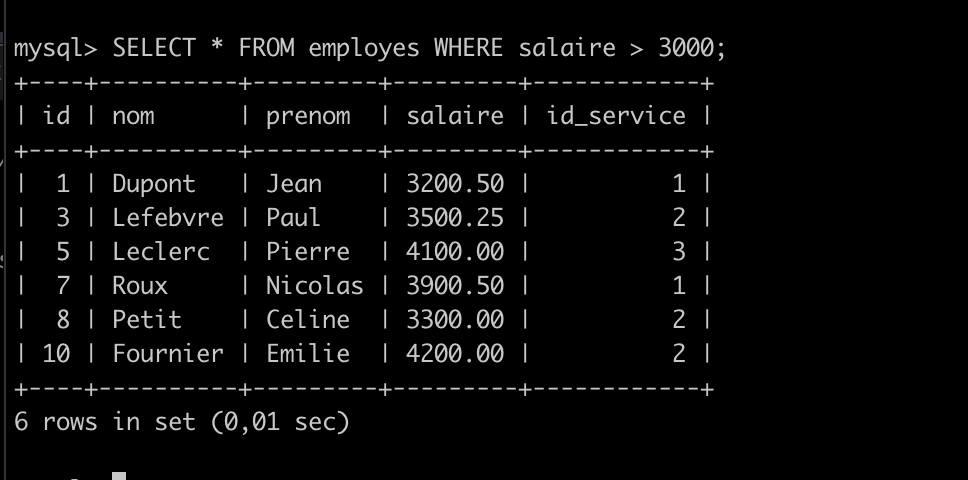 mysql> SELECT * FROM employes WHERE salaire > 3000;
+----+----------+---------+---------+------------+
| id | nom      | prenom  | salaire | id_service |
+----+----------+---------+---------+------------+
|  1 | Dupont   | Jean    | 3200.50 |          1 |
|  3 | Lefebvre | Paul    | 3500.25 |          2 |
|  5 | Leclerc  | Pierre  | 4100.00 |          3 |
|  7 | Roux     | Nicolas | 3900.50 |          1 |
|  8 | Petit    | Celine  | 3300.00 |          2 |
| 10 | Fournier | Emilie  | 4200.00 |          2 |
+----+----------+---------+---------+------------+
6 rows in set (0,01 sec)